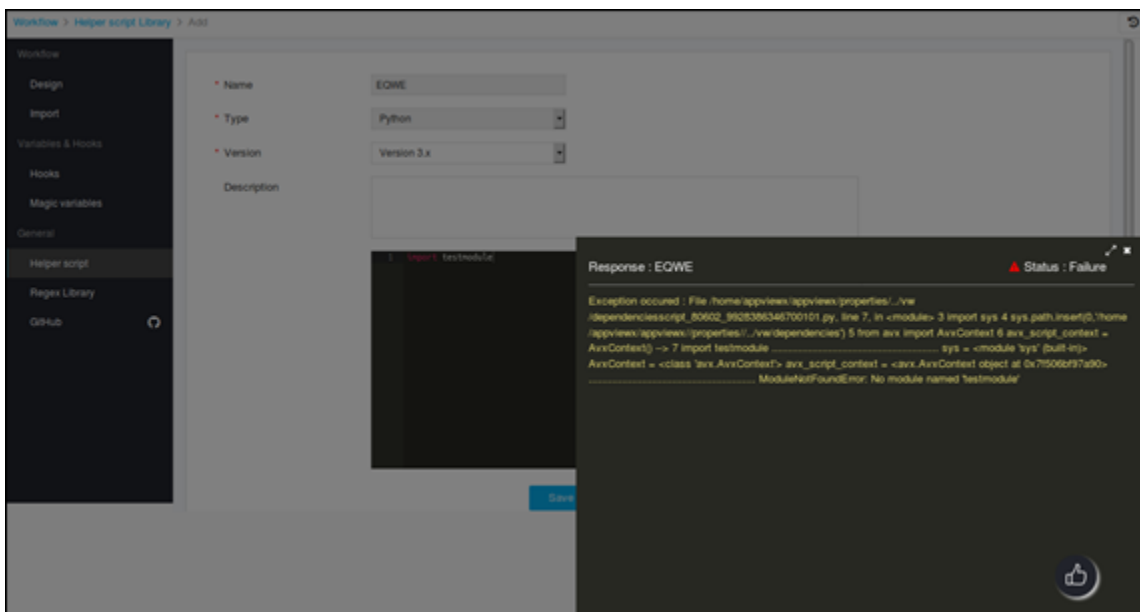 Workflow > Helper script Library > Add
Workflow
Design
Import
Variables & Hooks
Hooks
Magic variables
General
Helper script
Regex Library
GitHub
* Name EQWE
* Type Python
* Version Version 3.x
Description
1 import testmodule
Save
Response : EQWE
Status : Failure
Exception occured : File /home/appviewx/appviewx/properties/../vw
/dependenciesscript_80602_9928386346700101.py, line 7, in <module> 3 import sys 4 sys.path.insert(0,'/home
/appviewx/appviewx//properties//../vw/dependencies') 5 from avx import AvxContext 6 avx_script_context =
AvxContext() --> 7 import testmodule .................................................. sys = <module 'sys' (built-in)>
AvxContext = <class 'avx.AvxContext'> avx_script_context = <avx.AvxContext object at 0x7f506bf97a90>
.................................................. ModuleNotFoundError: No module named 'testmodule'